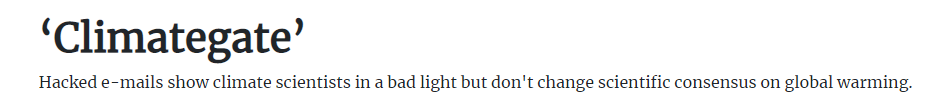 ‘Climategate’
Hacked e-mails show climate scientists in a bad light but don't change scientific consensus on global warming.